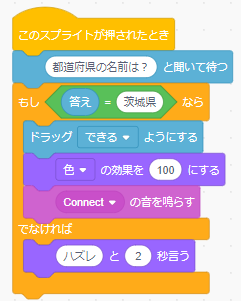 このスプライトが押されたとき
都道府県の名前は? と聞いて待つ
もし 答え = 茨城県 なら
ドラッグ できる ようにする
色 の効果を 100 にする
Connect の音を鳴らす
でなければ
ハズレ と 2 秒言う